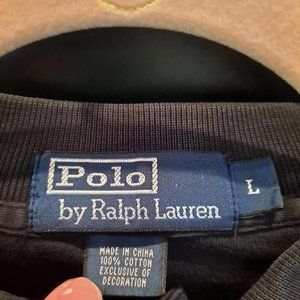 Polo
by Ralph Lauren
L
MADE IN CHINA
100% COTTON
EXCLUSIVE OF
DECORATION